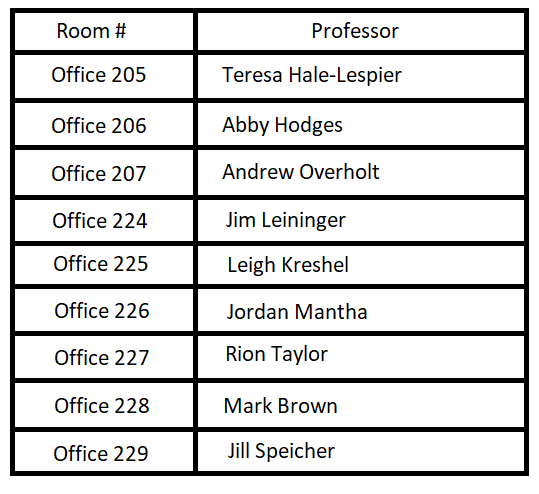 Room # Professor
Office 205 Teresa Hale-Lespier
Office 206 Abby Hodges
Office 207 Andrew Overholt
Office 224 Jim Leininger
Office 225 Leigh Kreshel
Office 226 Jordan Mantha
Office 227 Rion Taylor
Office 228 Mark Brown
Office 229 Jill Speicher